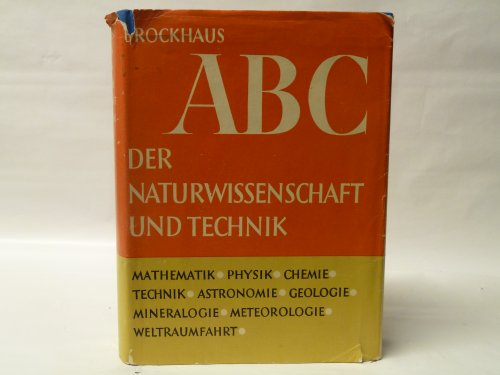 BROCKHAUS
ABC
DER
NATURWISSENSCHAFT
UND TECHNIK
MATHEMATIK • PHYSIK • CHEMIE •
TECHNIK • ASTRONOMIE • GEOLOGIE •
MINERALOGIE • METEOROLOGIE •
WELTRAUMFAHRT •